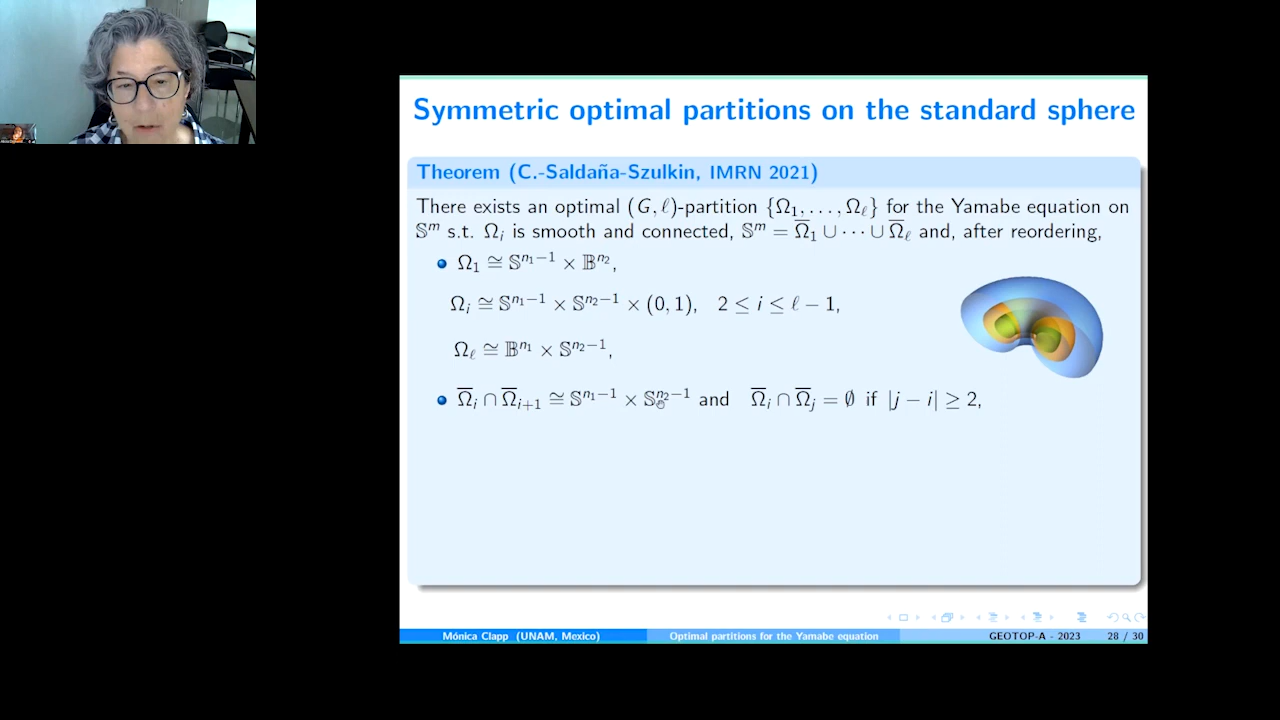 Symmetric optimal partitions on the standard sphere
Theorem (C.-Saldaña-Szulkin, IMRN 2021)
There exists an optimal (G, ℓ)-partition {Ω₁, . . . , Ω_ℓ} for the Yamabe equation on
𝕊^m s.t. Ω_i is smooth and connected, 𝕊^m = Ω̅₁ ∪ · · · ∪ Ω̅_ℓ and, after reordering,
Ω₁ ≅ 𝕊^{n₁−1} × 𝔹^{n₂},
Ω_i ≅ 𝕊^{n₁−1} × 𝕊^{n₂−1} × (0, 1), 2 ≤ i ≤ ℓ − 1,
Ω_ℓ ≅ 𝔹^{n₁} × 𝕊^{n₂−1},
Ω̅_i ∩ Ω̅_{i+1} ≅ 𝕊^{n₁−1} × 𝕊^{n₂−1} and Ω̅_i ∩ Ω̅_j = ∅ if |j − i| ≥ 2,
Mónica Clapp (UNAM, Mexico) Optimal partitions for the Yamabe equation GEOTOP-A - 2023 28 / 30